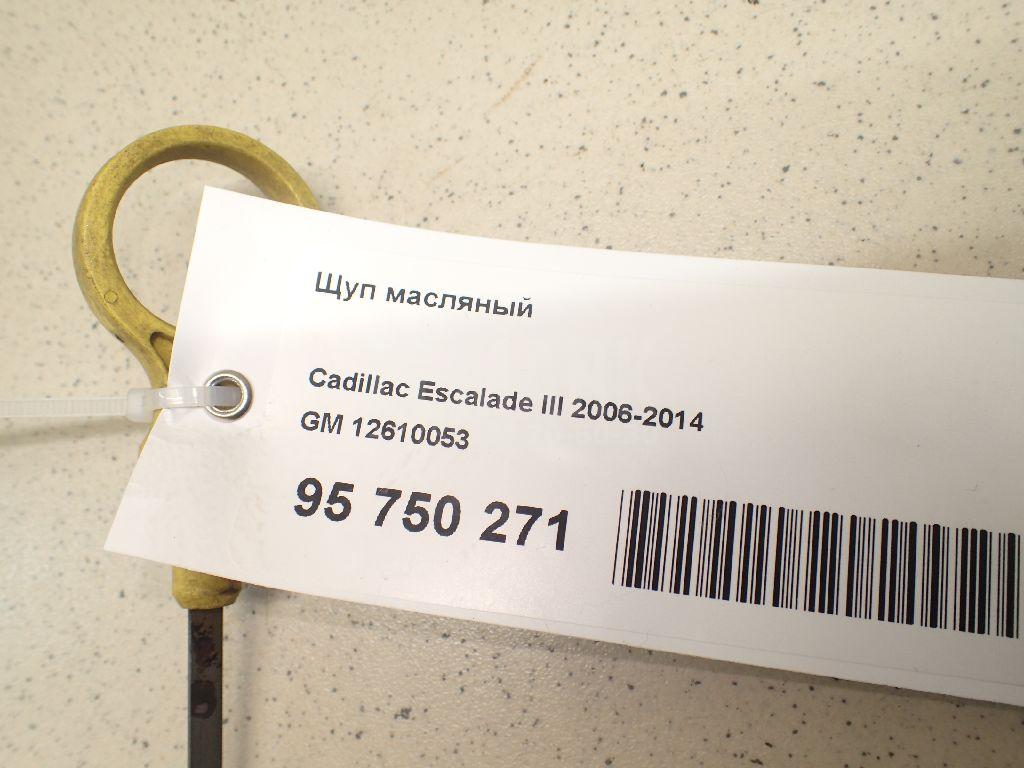 Щуп масляный
Cadillac Escalade III 2006-2014
GM 12610053
95 750 271